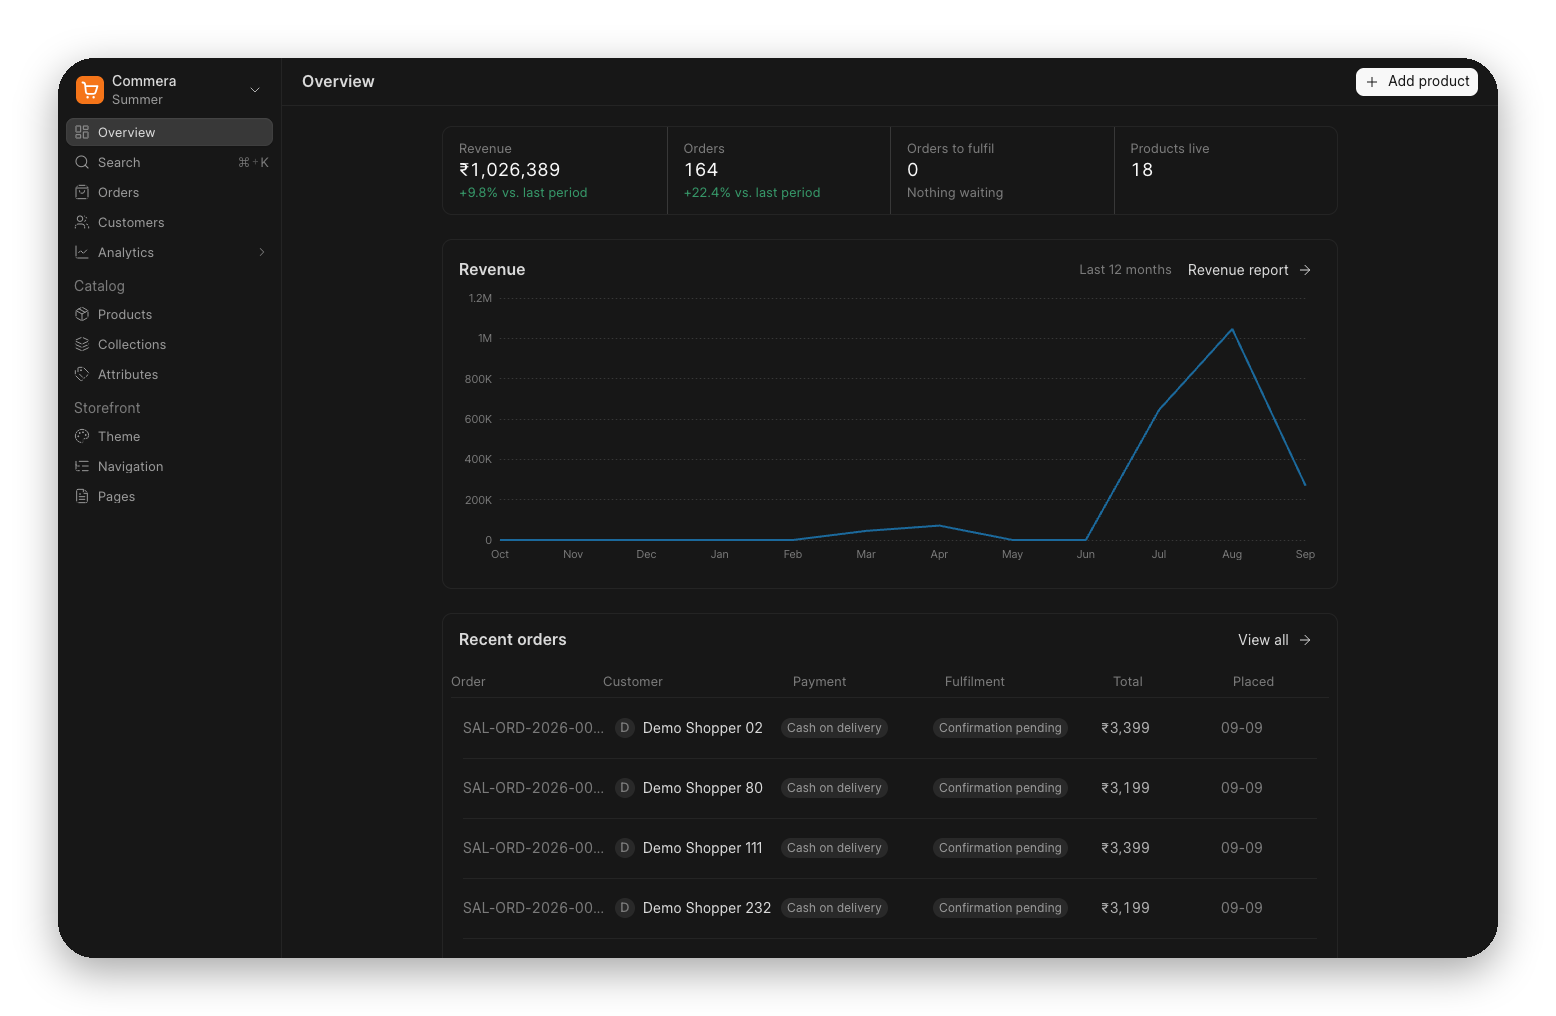 Commera
Summer
Overview
Search ⌘+K
Orders
Customers
Analytics
Catalog
Products
Collections
Attributes
Storefront
Theme
Navigation
Pages
Overview
Add product
Revenue
₹1,026,389
+9.8% vs. last period
Orders
164
+22.4% vs. last period
Orders to fulfil
0
Nothing waiting
Products live
18
Revenue
Last 12 months
Revenue report
1.2M
1M
800K
600K
400K
200K
0
Oct Nov Dec Jan Feb Mar Apr May Jun Jul Aug Sep
Recent orders
View all
Order Customer Payment Fulfilment Total Placed
SAL-ORD-2026-00... D Demo Shopper 02 Cash on delivery Confirmation pending ₹3,399 09-09
SAL-ORD-2026-00... D Demo Shopper 80 Cash on delivery Confirmation pending ₹3,199 09-09
SAL-ORD-2026-00... D Demo Shopper 111 Cash on delivery Confirmation pending ₹3,399 09-09
SAL-ORD-2026-00... D Demo Shopper 232 Cash on delivery Confirmation pending ₹3,199 09-09